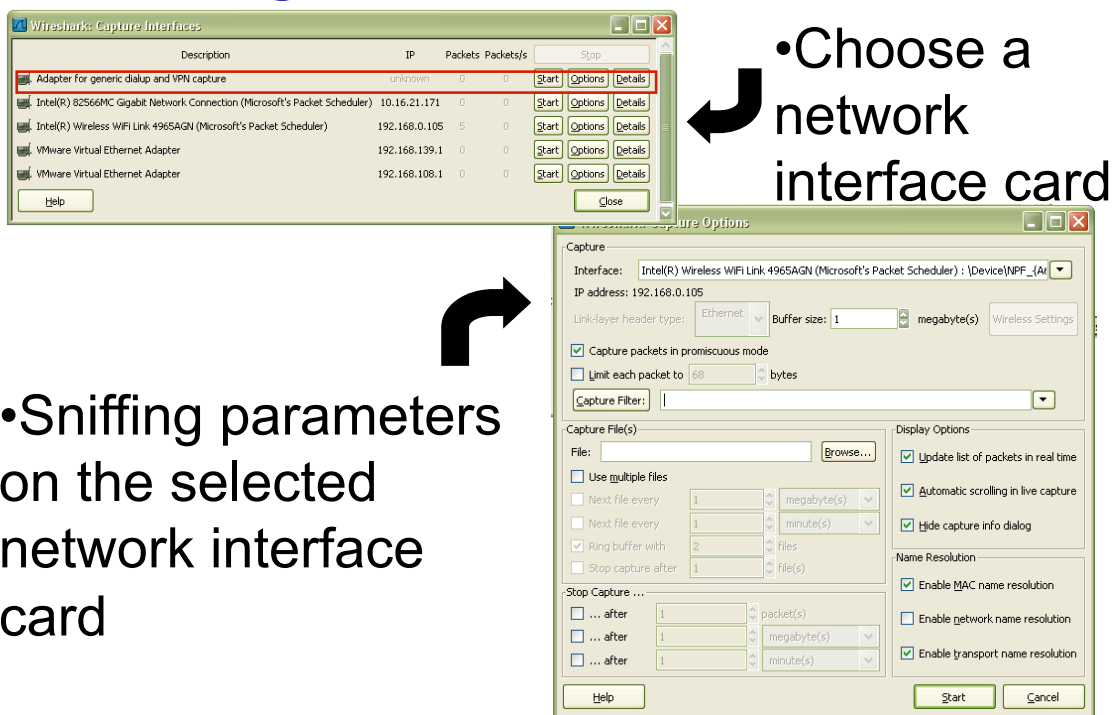 Wireshark: Capture Interfaces
Description IP Packets Packets/s Stop
Adapter for generic dialup and VPN capture unknown 0 0 Start Options Details
Intel(R) 82566MC Gigabit Network Connection (Microsoft's Packet Scheduler) 10.16.21.171 0 0 Start Options Details
Intel(R) Wireless WiFi Link 4965AGN (Microsoft's Packet Scheduler) 192.168.0.105 5 0 Start Options Details
VMware Virtual Ethernet Adapter 192.168.139.1 0 0 Start Options Details
VMware Virtual Ethernet Adapter 192.168.108.1 0 0 Start Options Details
Help Close
•Choose a
network
interface card
•Sniffing parameters
on the selected
network interface
card
Capture Options
Capture
Interface: Intel(R) Wireless WiFi Link 4965AGN (Microsoft's Packet Scheduler) : \Device\NPF_{A
IP address: 192.168.0.105
Link-layer header type: Ethernet Buffer size: 1 megabyte(s) Wireless Settings
Capture packets in promiscuous mode
Limit each packet to 68 bytes
Capture Filter:
Capture File(s)
File: Browse...
Use multiple files
Next file every 1 megabyte(s)
Next file every 1 minute(s)
Ring buffer with 2 files
Stop capture after 1 file(s)
Stop Capture ...
... after 1 packet(s)
... after 1 megabyte(s)
... after 1 minute(s)
Display Options
Update list of packets in real time
Automatic scrolling in live capture
Hide capture info dialog
Name Resolution
Enable MAC name resolution
Enable network name resolution
Enable transport name resolution
Help Start Cancel